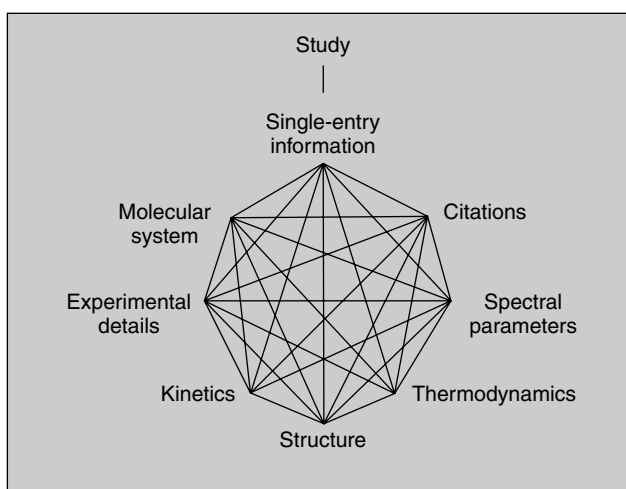 Study
Single-entry
information
Molecular
system
Citations
Experimental
details
Spectral
parameters
Kinetics
Thermodynamics
Structure